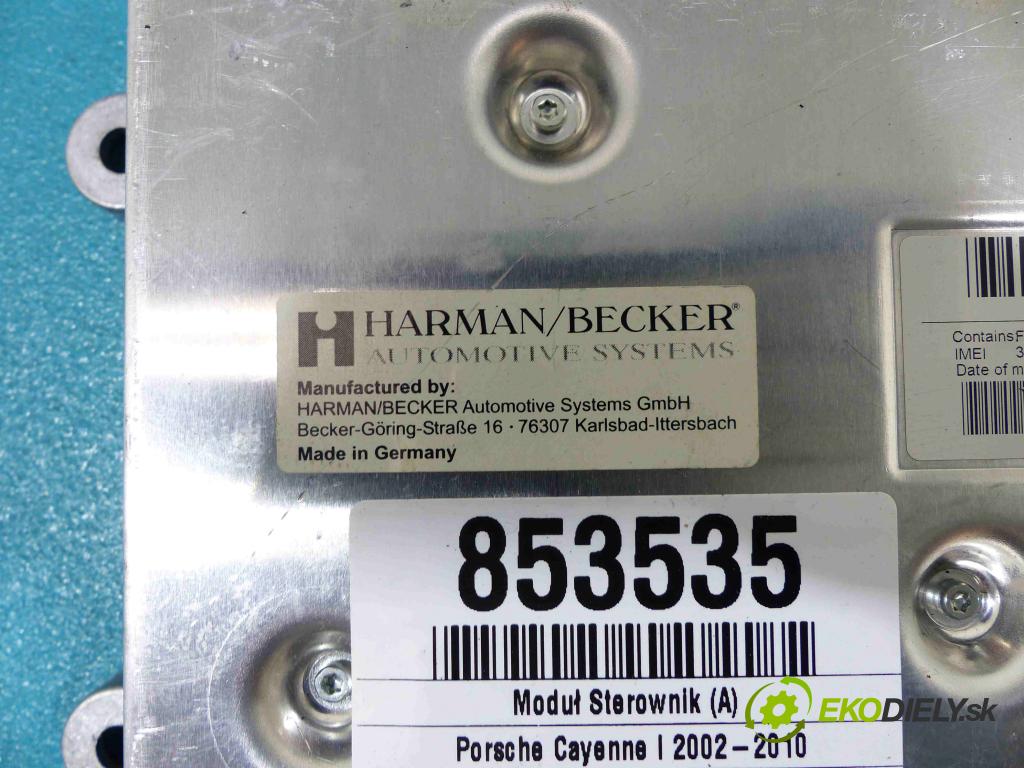 HARMAN/BECKER®
AUTOMOTIVE SYSTEMS
Manufactured by:
HARMAN/BECKER Automotive Systems GmbH
Becker-Göring-Straße 16 · 76307 Karlsbad-Ittersbach
Made in Germany
Contains
IMEI 3
Date of
853535
Moduł Sterownik (A)
Porsche Cayenne I 2002-2010
EKODIELY.sk